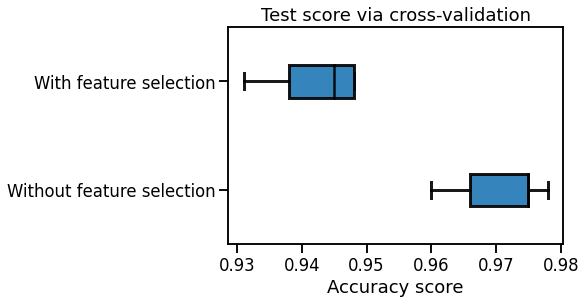 Test score via cross-validation
With feature selection
Without feature selection
0.93 0.94 0.95 0.96 0.97 0.98
Accuracy score